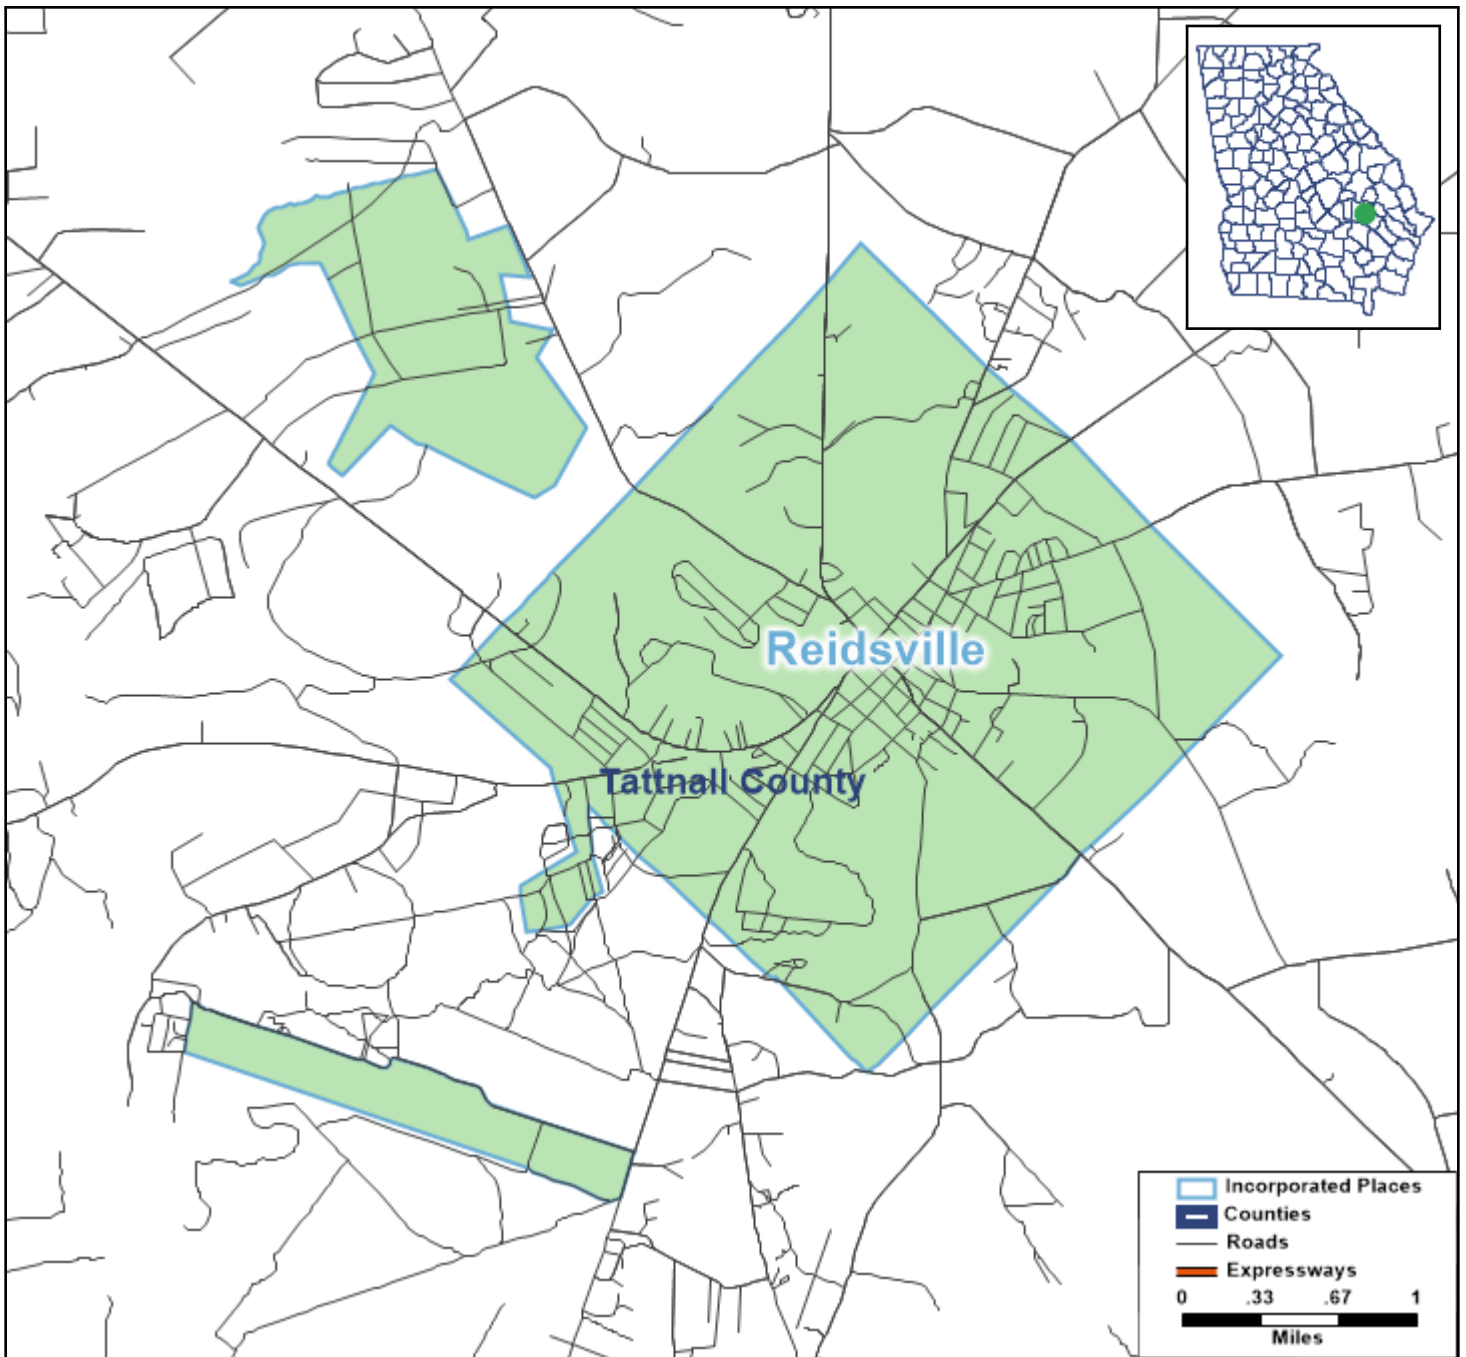 Reidsville
Tattnall County
Incorporated Places
Counties
Roads
Expressways
0 .33 .67 1
Miles